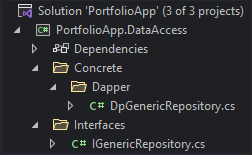 Solution 'PortfolioApp' (3 of 3 projects)
PortfolioApp.DataAccess
Dependencies
Concrete
Dapper
C# DpGenericRepository.cs
Interfaces
C# IGenericRepository.cs